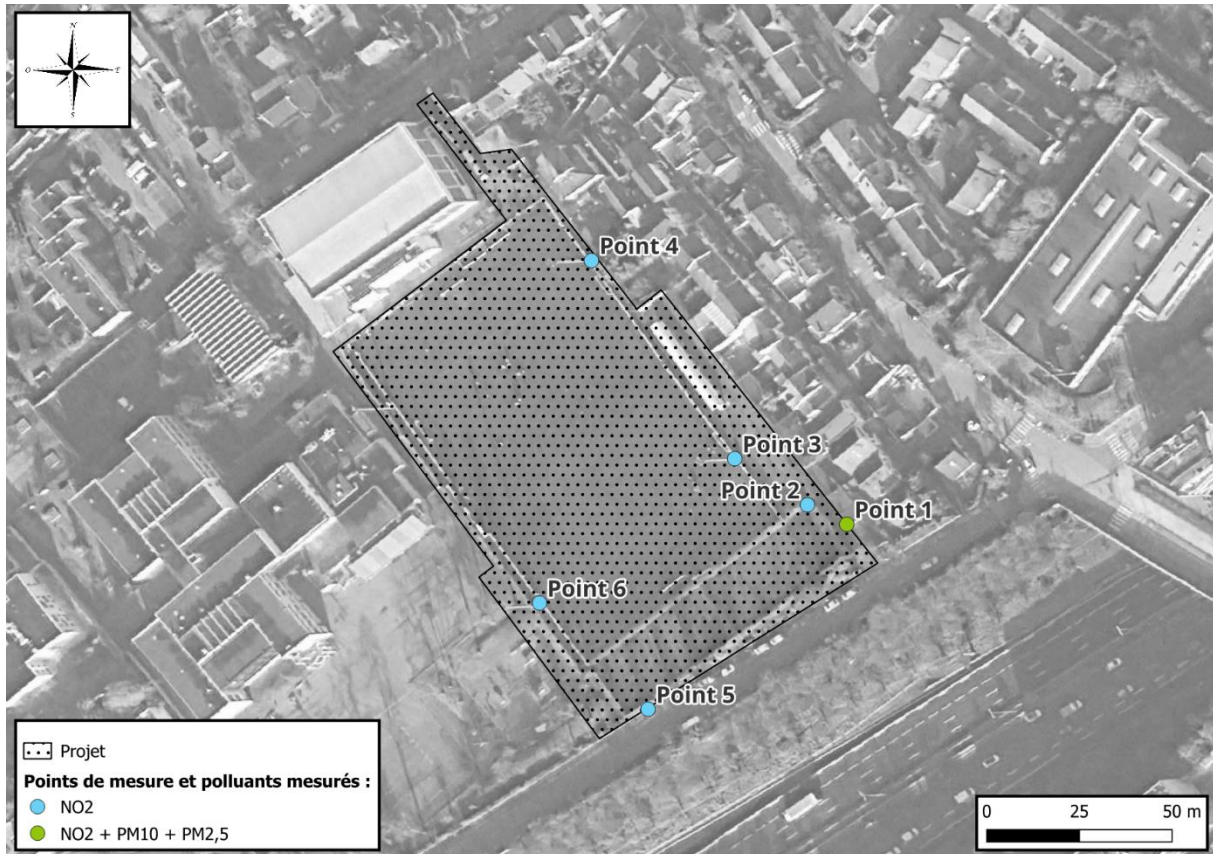 N
O
E
S
Point 4
Point 3
Point 2
Point 1
Point 6
Point 5
Projet
Points de mesure et polluants mesurés :
NO2
NO2 + PM10 + PM2,5
0 25 50 m